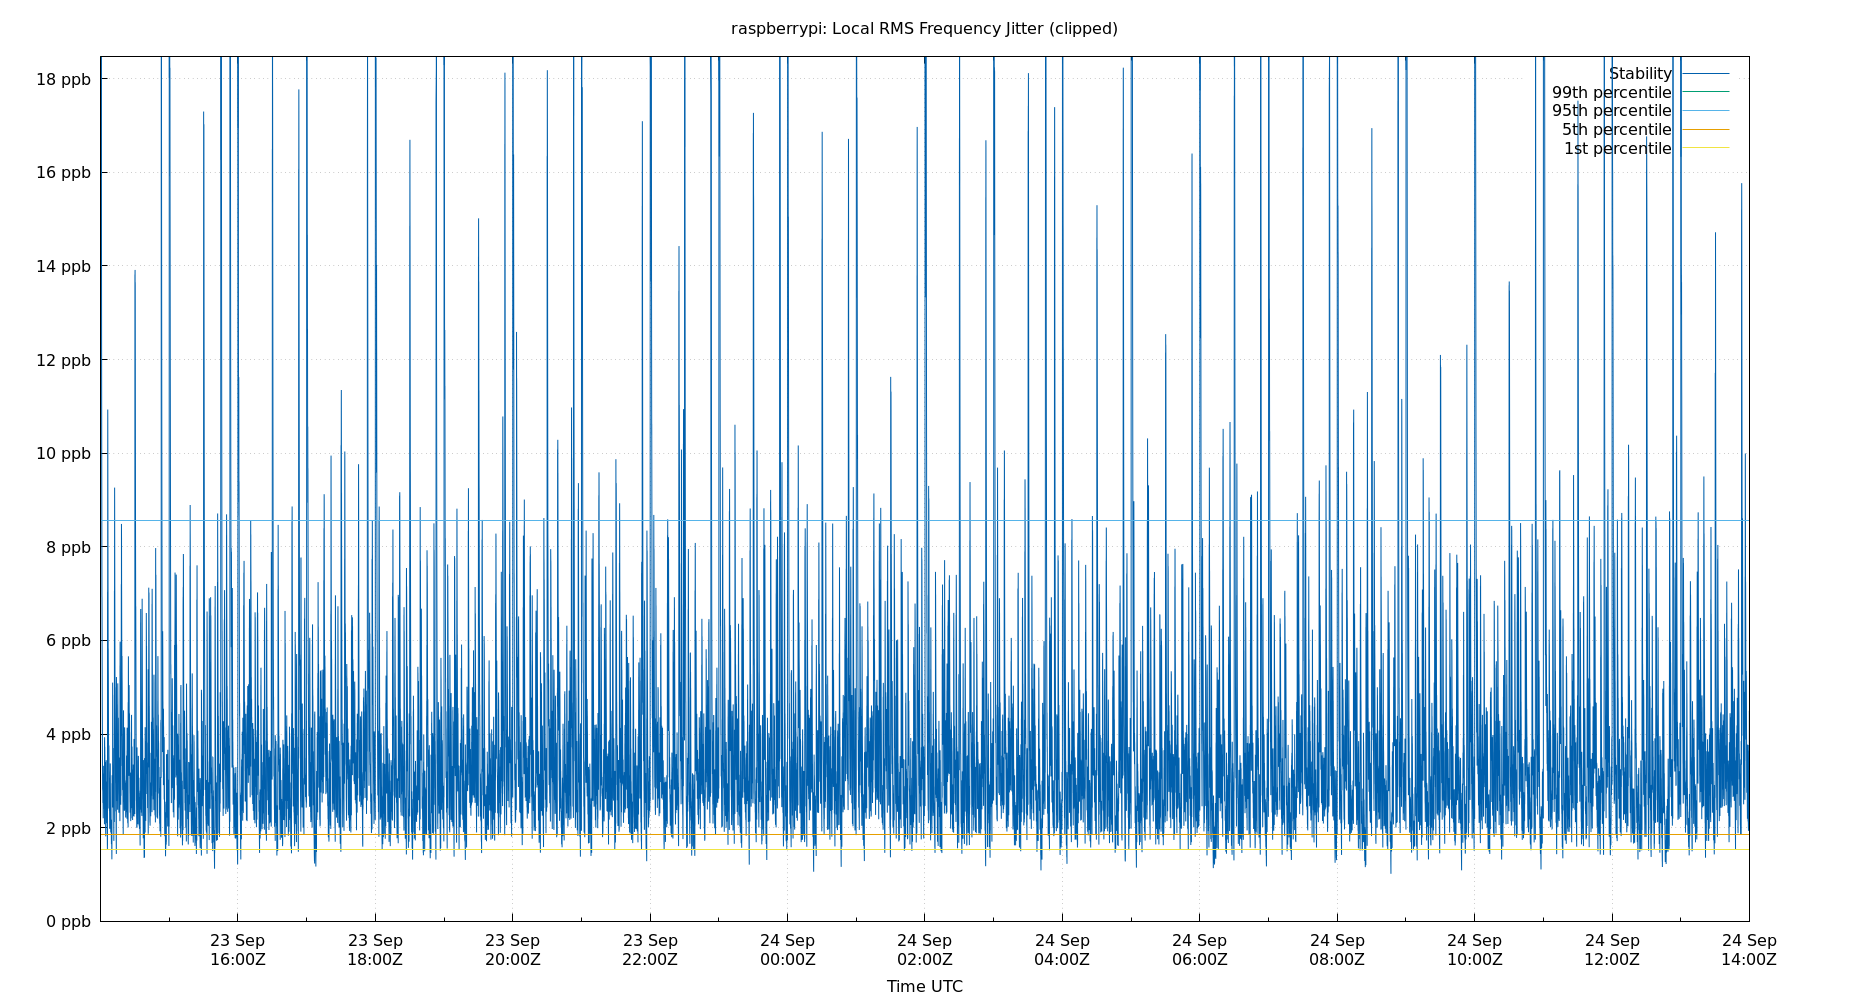 raspberrypi: Local RMS Frequency Jitter (clipped)
18 ppb
16 ppb
14 ppb
12 ppb
10 ppb
8 ppb
6 ppb
4 ppb
2 ppb
0 ppb
Stability
99th percentile
95th percentile
5th percentile
1st percentile
23 Sep
16:00Z
23 Sep
18:00Z
23 Sep
20:00Z
23 Sep
22:00Z
24 Sep
00:00Z
24 Sep
02:00Z
24 Sep
04:00Z
24 Sep
06:00Z
24 Sep
08:00Z
24 Sep
10:00Z
24 Sep
12:00Z
24 Sep
14:00Z
Time UTC